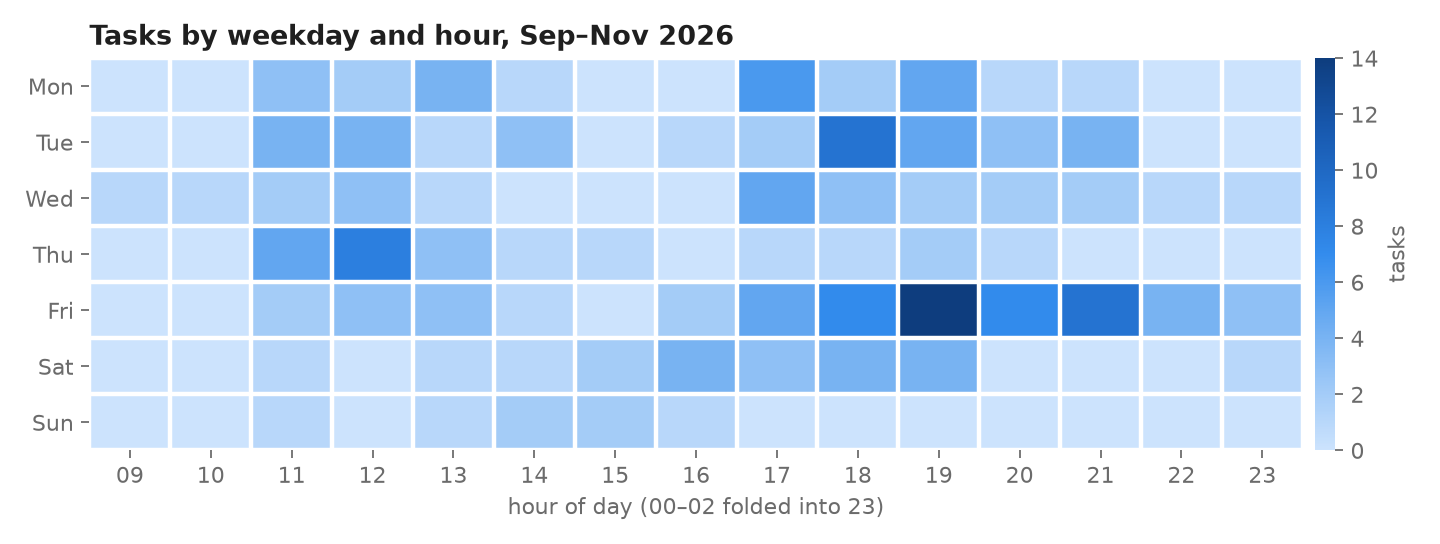 Tasks by weekday and hour, Sep–Nov 2026
Mon
Tue
Wed
Thu
Fri
Sat
Sun
09 10 11 12 13 14 15 16 17 18 19 20 21 22 23
hour of day (00–02 folded into 23)
14
12
10
8
6
4
2
0
tasks